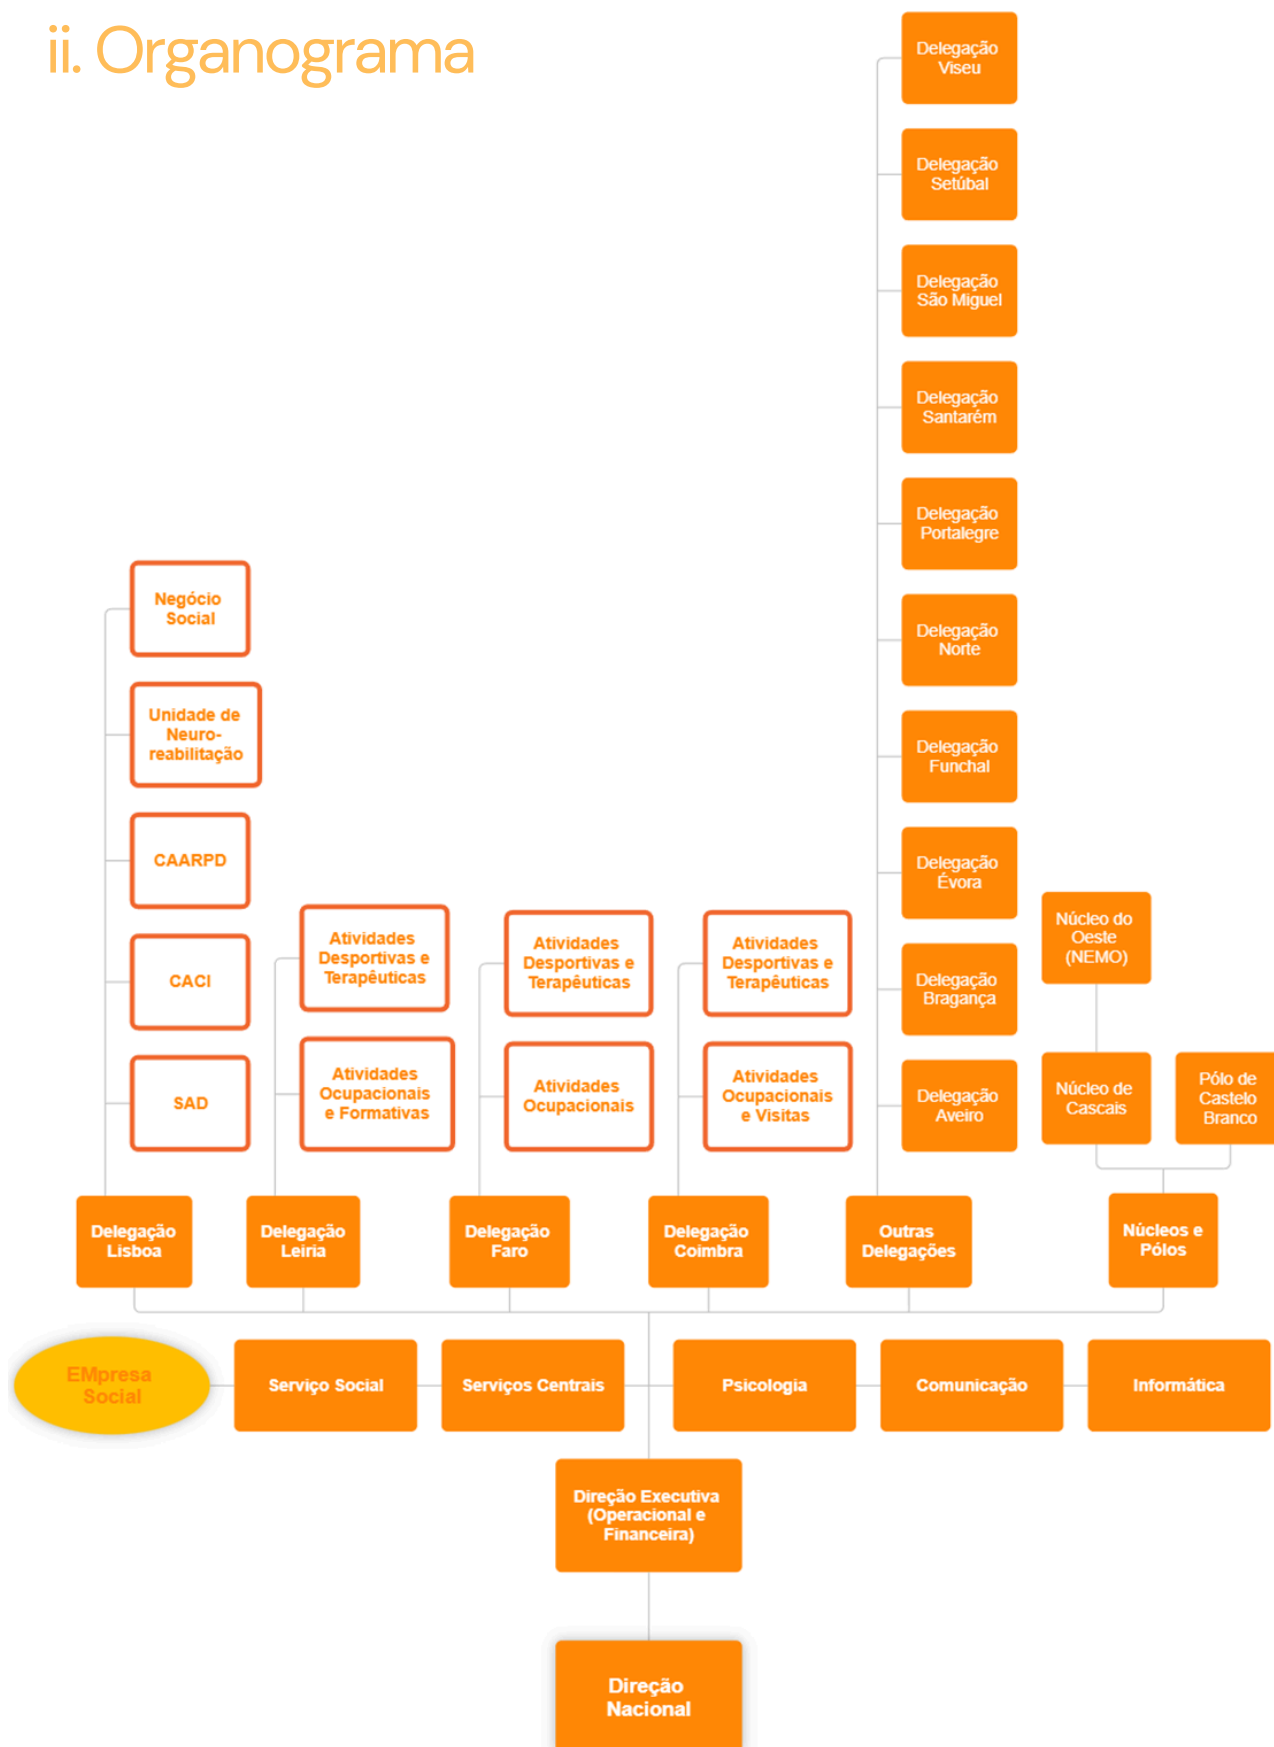 ii. Organograma
Delegação
Viseu
Delegação
Setúbal
Delegação
São Miguel
Delegação
Santarém
Delegação
Portalegre
Delegação
Norte
Delegação
Funchal
Delegação
Évora
Delegação
Bragança
Delegação
Aveiro
Negócio
Social
Unidade de
Neuro-
reabilitação
CAARPD
CACI
SAD
Atividades
Desportivas e
Terapêuticas
Atividades
Ocupacionais
e Formativas
Atividades
Desportivas e
Terapêuticas
Atividades
Ocupacionais
Atividades
Desportivas e
Terapêuticas
Atividades
Ocupacionais
e Visitas
Núcleo do
Oeste
(NEMO)
Núcleo de
Cascais
Pólo de
Castelo
Branco
Delegação
Lisboa
Delegação
Leiria
Delegação
Faro
Delegação
Coimbra
Outras
Delegações
Núcleos e
Pólos
EMpresa
Social
Serviço Social
Serviços Centrais
Psicologia
Comunicação
Informática
Direção Executiva
(Operacional e
Financeira)
Direção
Nacional